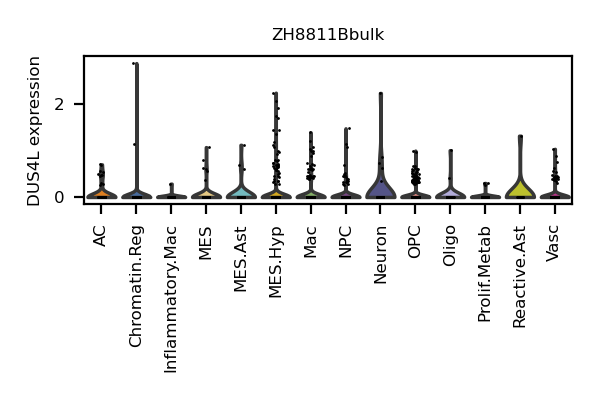 ZH8811Bbulk
DUS4L expression
2
0
AC
Chromatin.Reg
Inflammatory.Mac
MES
MES.Ast
MES.Hyp
Mac
NPC
Neuron
OPC
Oligo
Prolif.Metab
Reactive.Ast
Vasc